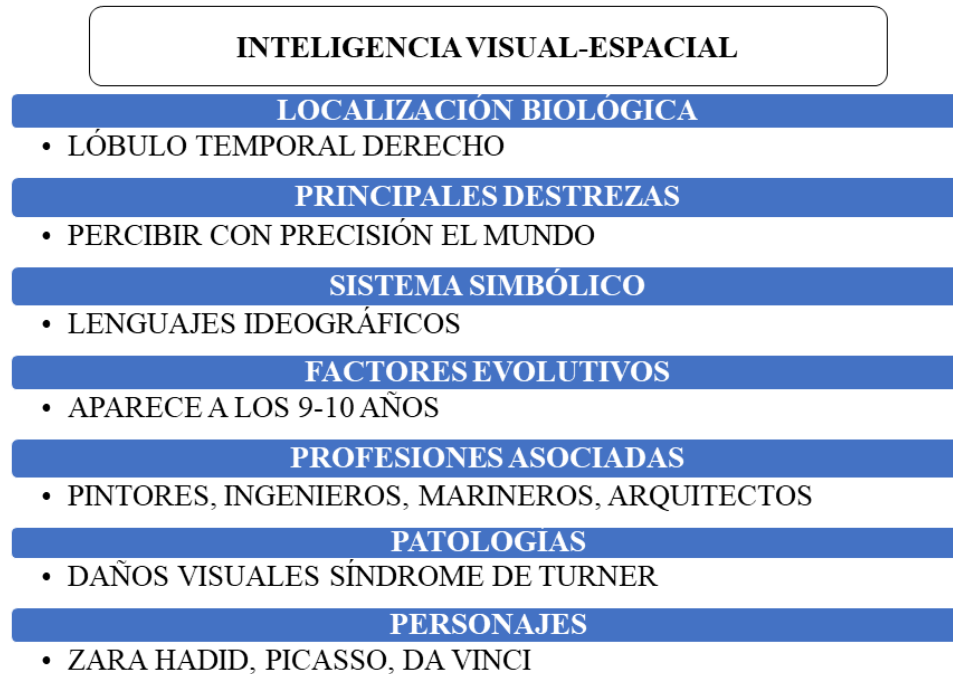 INTELIGENCIA VISUAL-ESPACIAL
LOCALIZACIÓN BIOLÓGICA
• LÓBULO TEMPORAL DERECHO
PRINCIPALES DESTREZAS
• PERCIBIR CON PRECISIÓN EL MUNDO
SISTEMA SIMBÓLICO
• LENGUAJES IDEOGRÁFICOS
FACTORES EVOLUTIVOS
• APARECE A LOS 9-10 AÑOS
PROFESIONES ASOCIADAS
• PINTORES, INGENIEROS, MARINEROS, ARQUITECTOS
PATOLOGÍAS
• DAÑOS VISUALES SÍNDROME DE TURNER
PERSONAJES
• ZARA HADID, PICASSO, DA VINCI